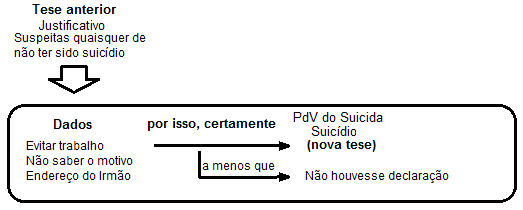 Tese anterior
Justificativo
Suspeitas quaisquer de
não ter sido suicídio
Dados
Evitar trabalho
Não saber o motivo
Endereço do Irmão
por isso, certamente
a menos que
PdV do Suicida
Suicídio
(nova tese)
Não houvesse declaração